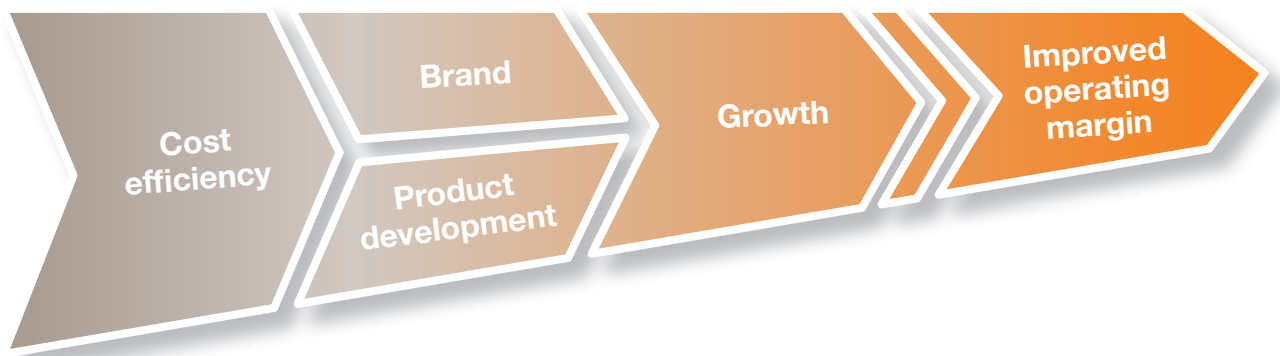 Cost
efficiency
Brand
Product
development
Growth
Improved
operating
margin